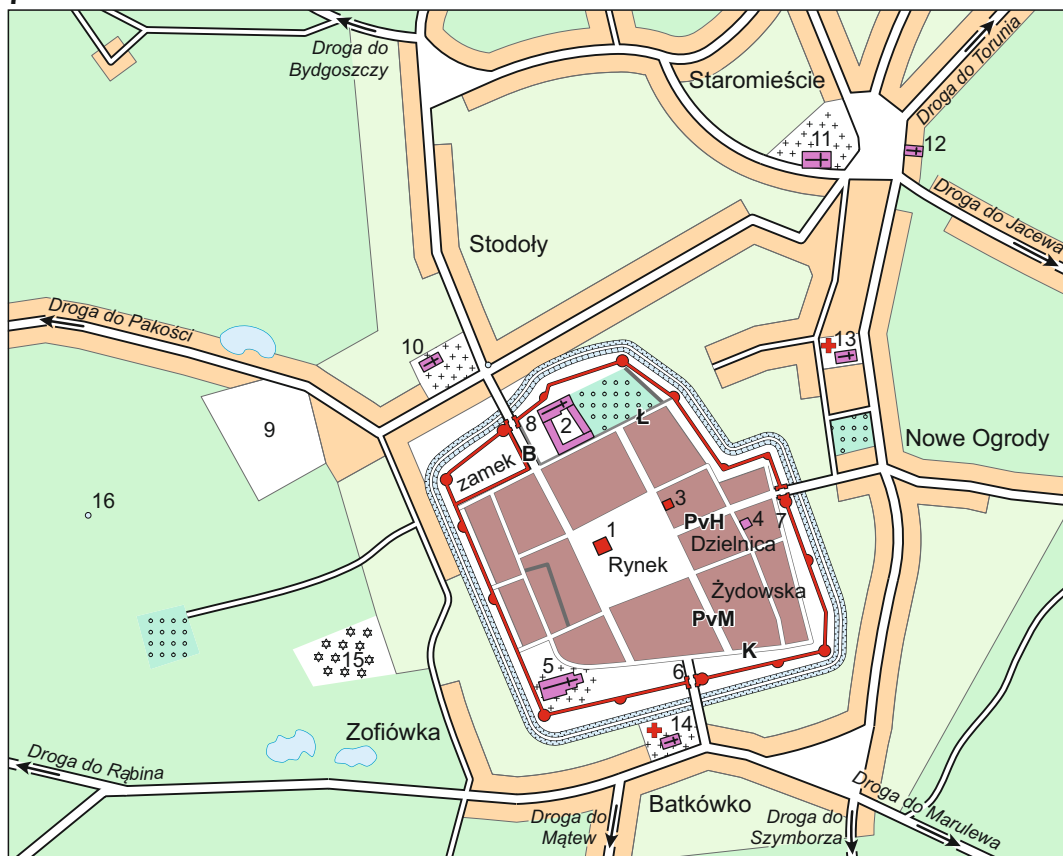 Droga do
Bydgoszczy
Staromieście
Droga do Torunia
11
12
Droga do Jacewa
Stodoły
Droga do Pakości
10
13
9
8
2
Ł
B
zamek
Nowe Ogrody
16
3
7
4
PvH
1
Dzielnica
Rynek
Żydowska
PvM
15
K
5
6
14
Zofiówka
Droga do Rąbina
Batkówko
Droga do
Mątew
Droga do
Szymborza
Droga do Marulewa